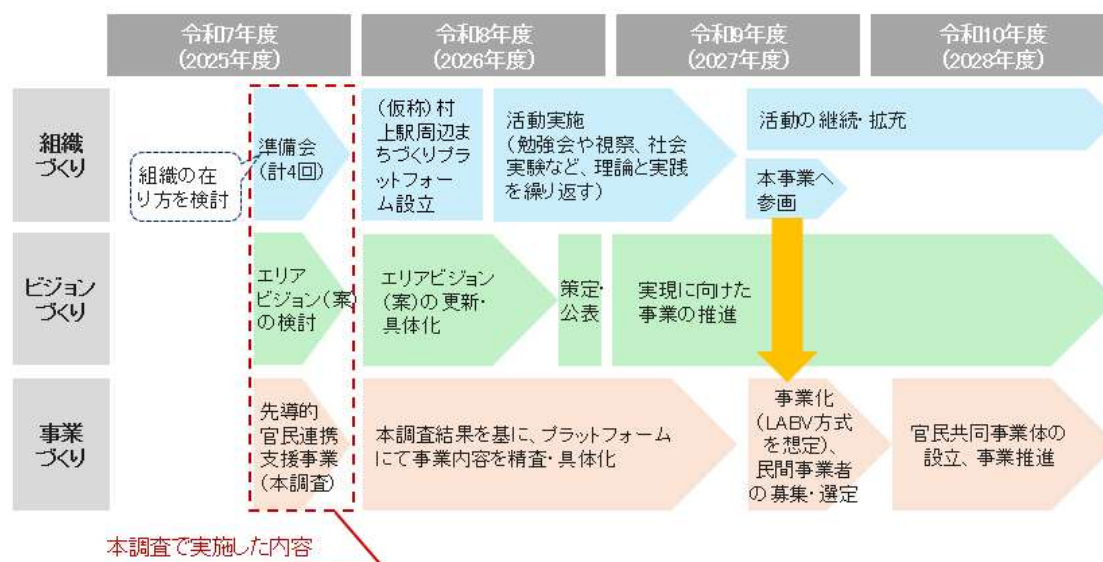 令和7年度
(2025年度)
令和8年度
(2026年度)
令和9年度
(2027年度)
令和10年度
(2028年度)
組織
づくり
組織の在
り方を検討
準備会
(計4回)
(仮称)村
上駅周辺ま
ちづくりプラ
ットフォー
ム設立
活動実施
(勉強会や視察、社会
実験など、理論と実践
を繰り返す)
活動の継続・拡充
本事業へ
参画
ビジョン
づくり
エリア
ビジョン(案)
の検討
エリアビジョン
(案)の更新・
具体化
策定・
公表
実現に向けた
事業の推進
事業
づくり
先導的
官民連携
支援事業
(本調査)
本調査結果を基に、プラットフォーム
にて事業内容を精査・具体化
事業化
(LABV方式
を想定)、
民間事業者
の募集・選定
官民共同事業体の
設立、事業推進
本調査で実施した内容